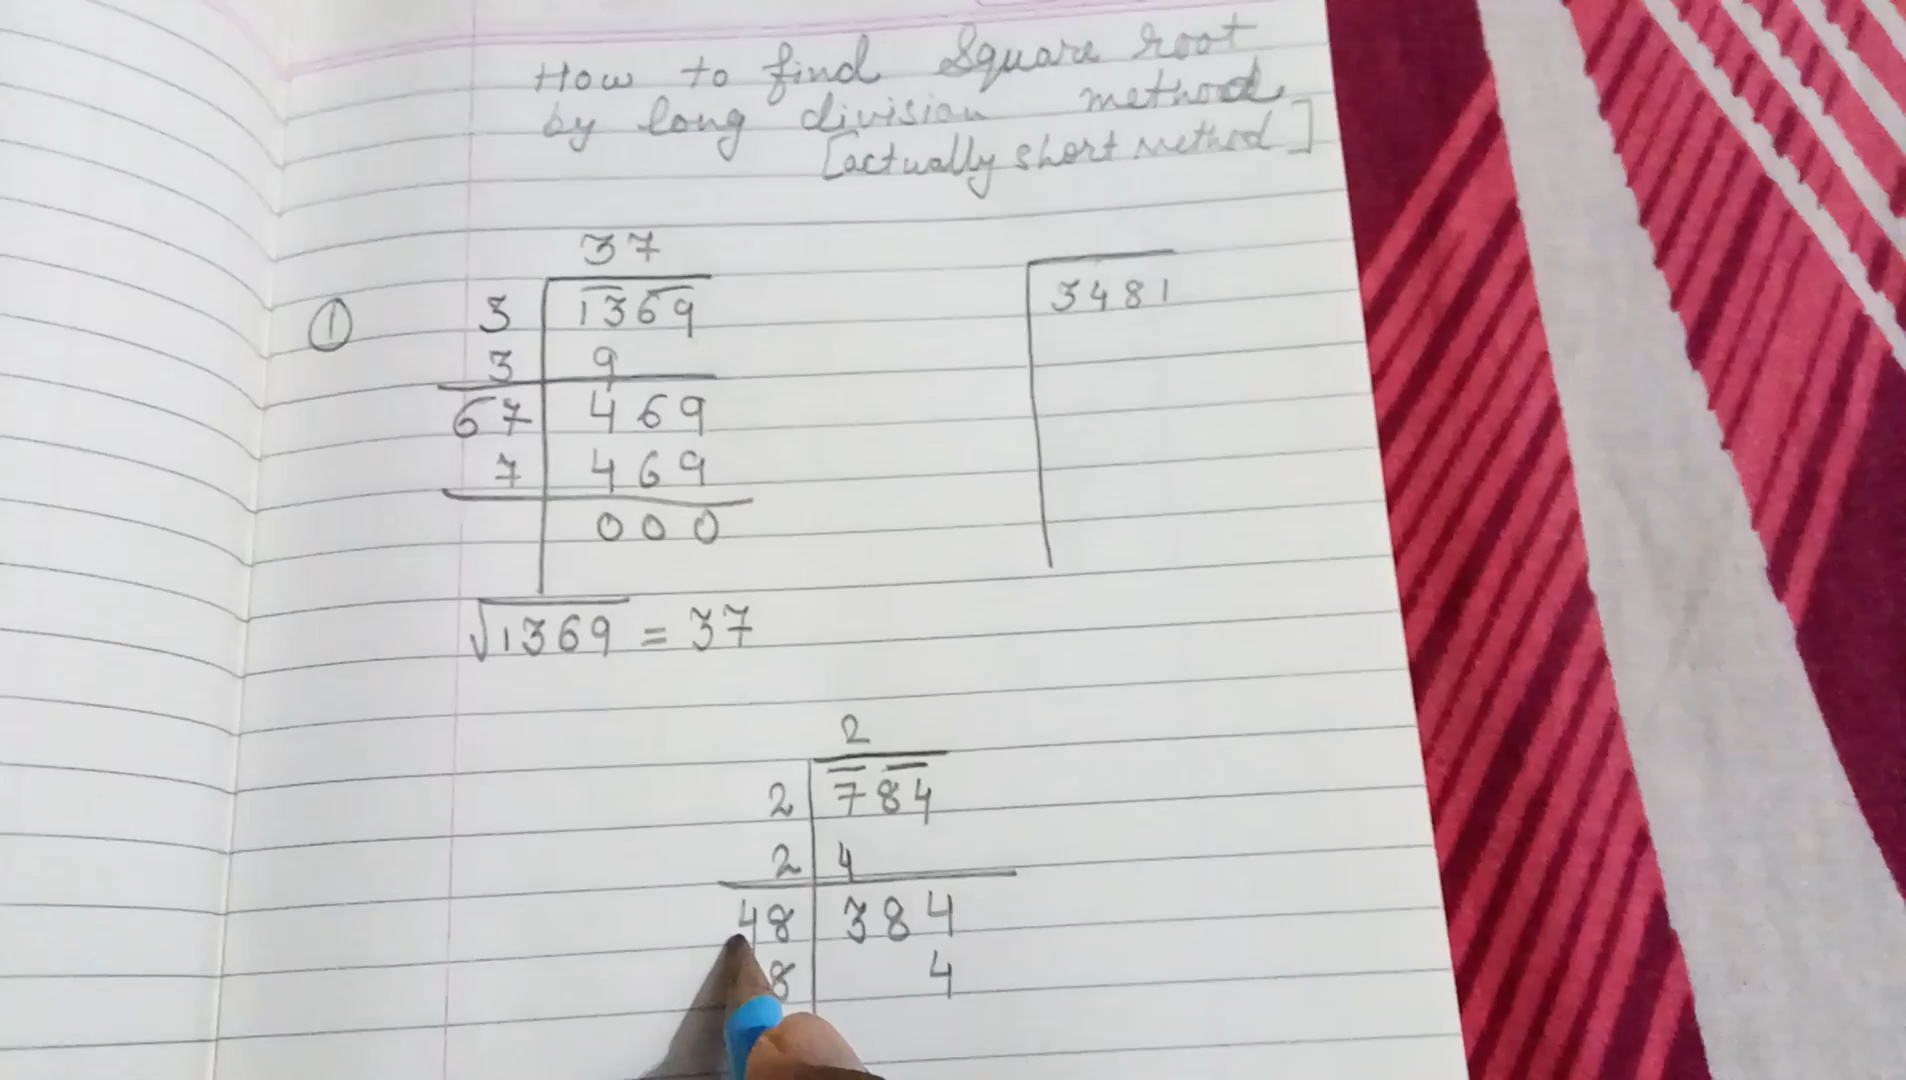 How to find Square root
by long division method
[actually short method]
37
① 3 1369
3 9
67 469
7 469
000
√1369 = 37
3481
2
2 784
2 4
48 384
8 4